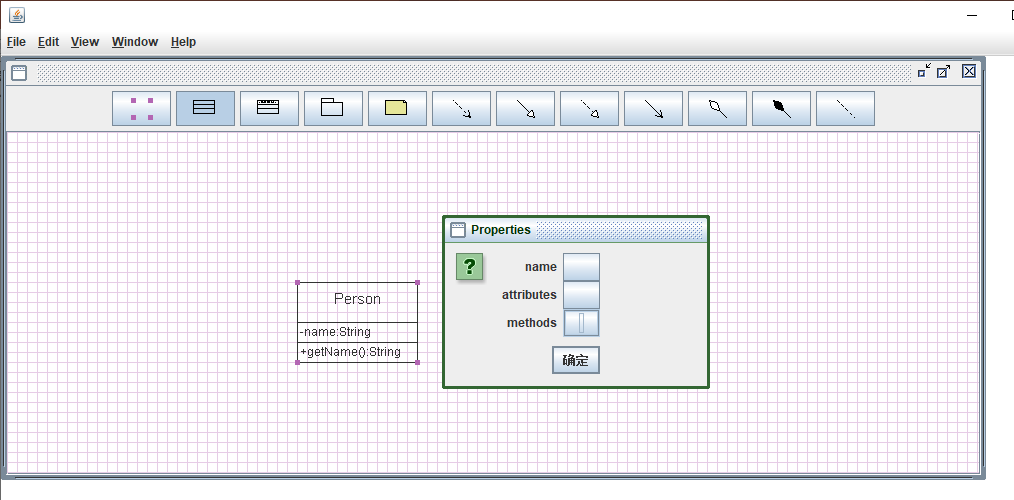 File Edit View Window Help
Properties
?
name
attributes
methods
确定
Person
-name:String
+getName():String